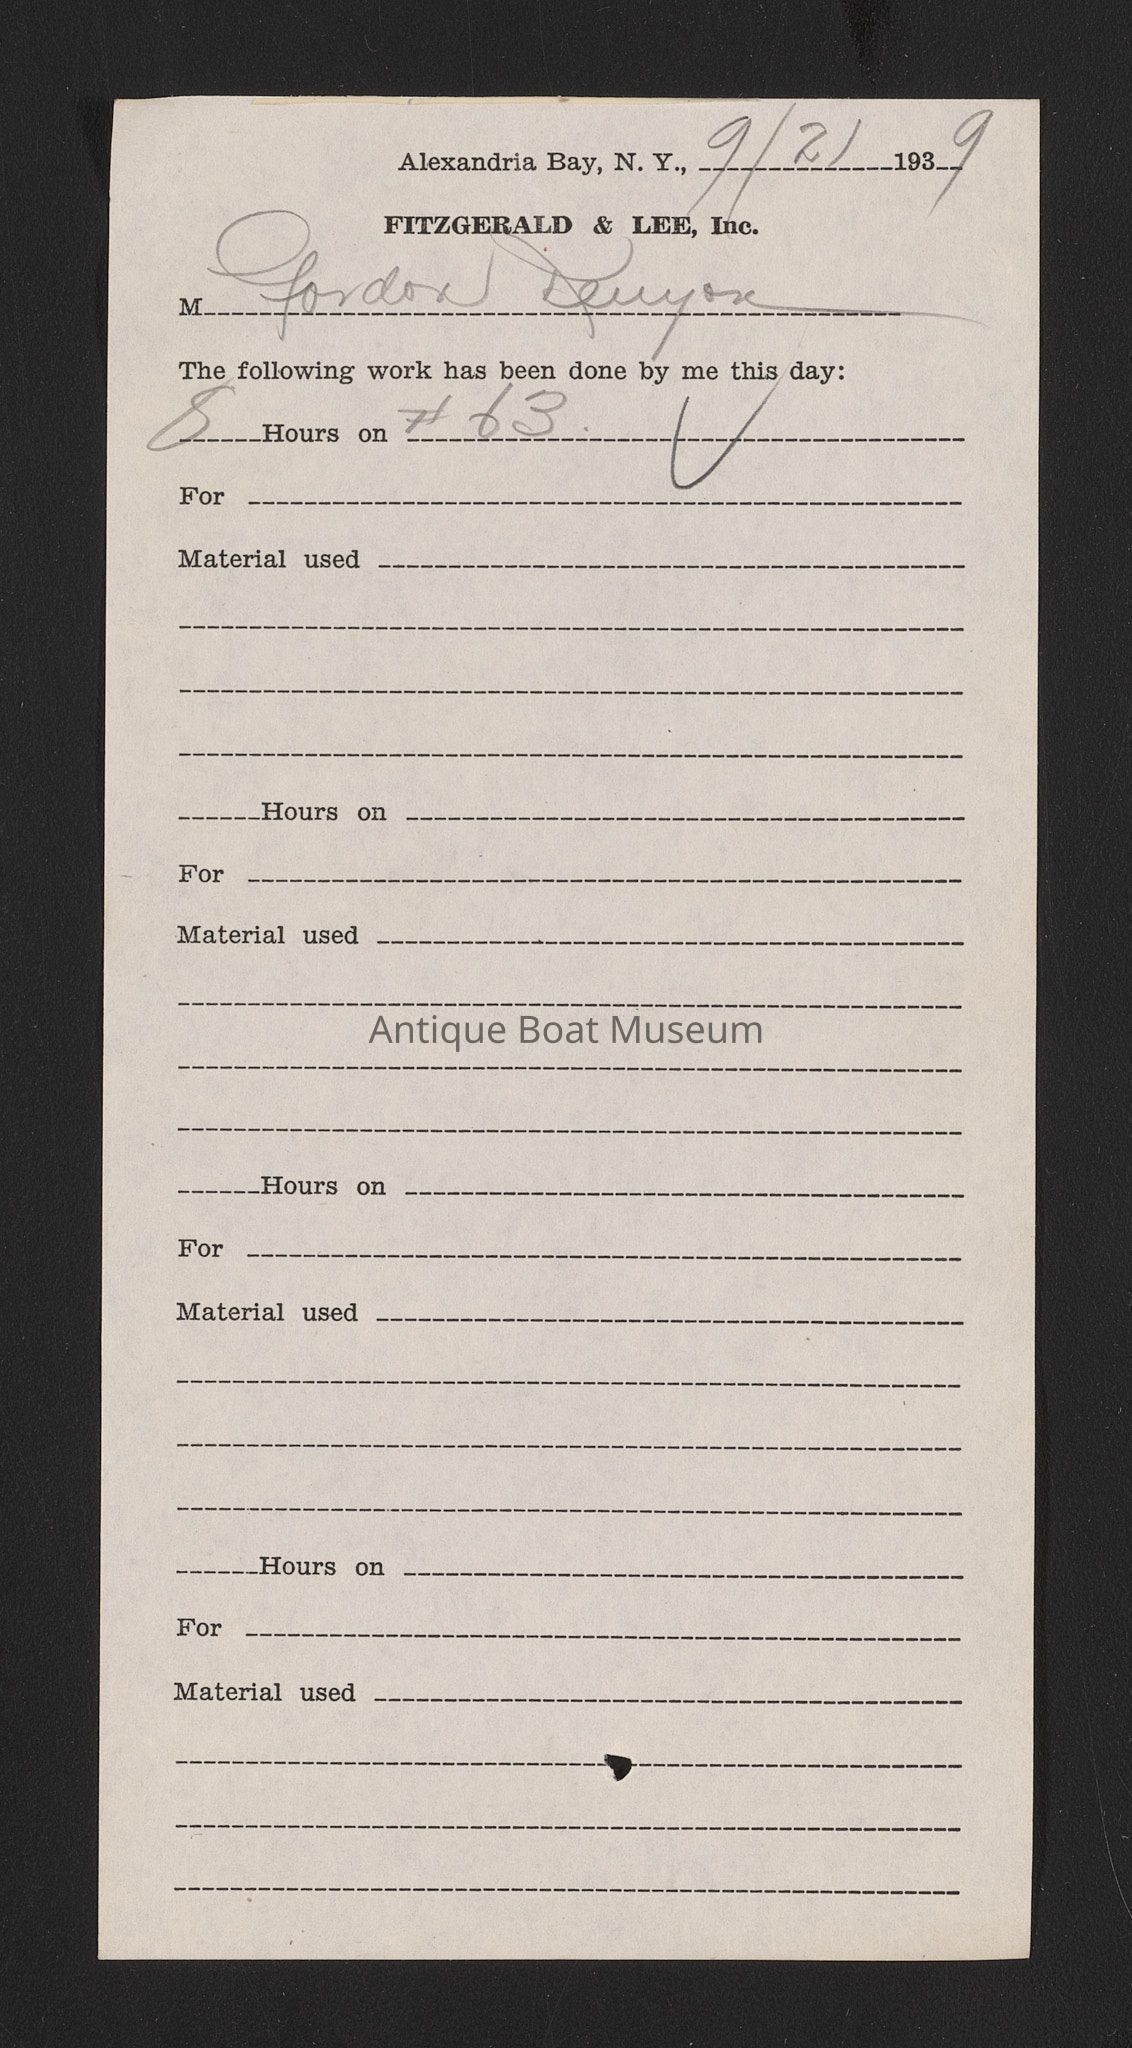 Alexandria Bay, N. Y., 9/21 1939
FITZGERALD & LEE, Inc.
M Gordon Kenyon
The following work has been done by me this day:
8 Hours on # 63.
For
Material used
Hours on
For
Material used
Antique Boat Museum
Hours on
For
Material used
Hours on
For
Material used